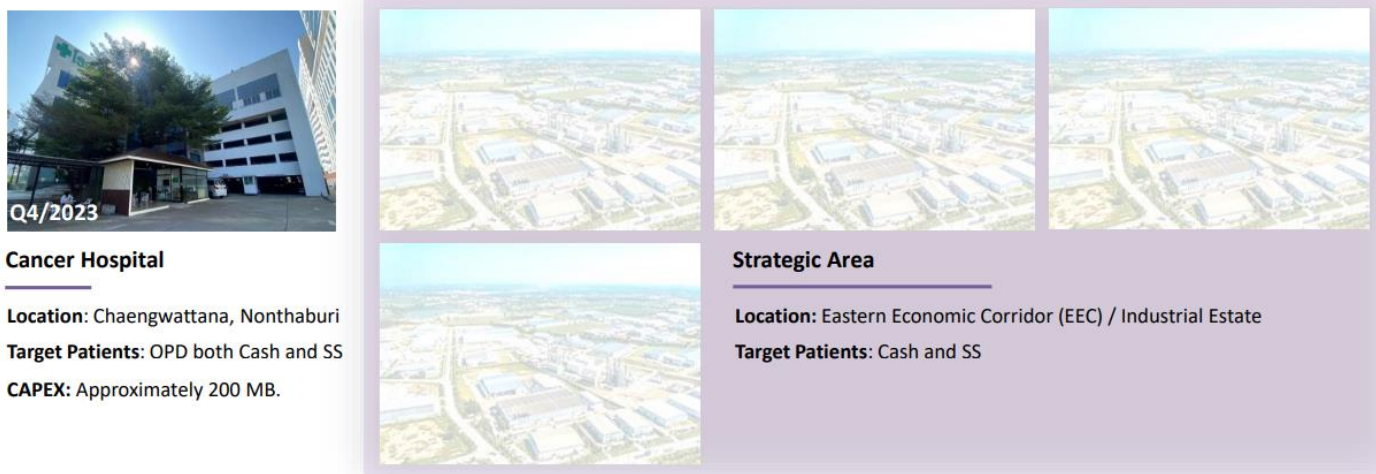 Q4/2023
Cancer Hospital
Location: Chaengwattana, Nonthaburi
Target Patients: OPD both Cash and SS
CAPEX: Approximately 200 MB.
Strategic Area
Location: Eastern Economic Corridor (EEC) / Industrial Estate
Target Patients: Cash and SS